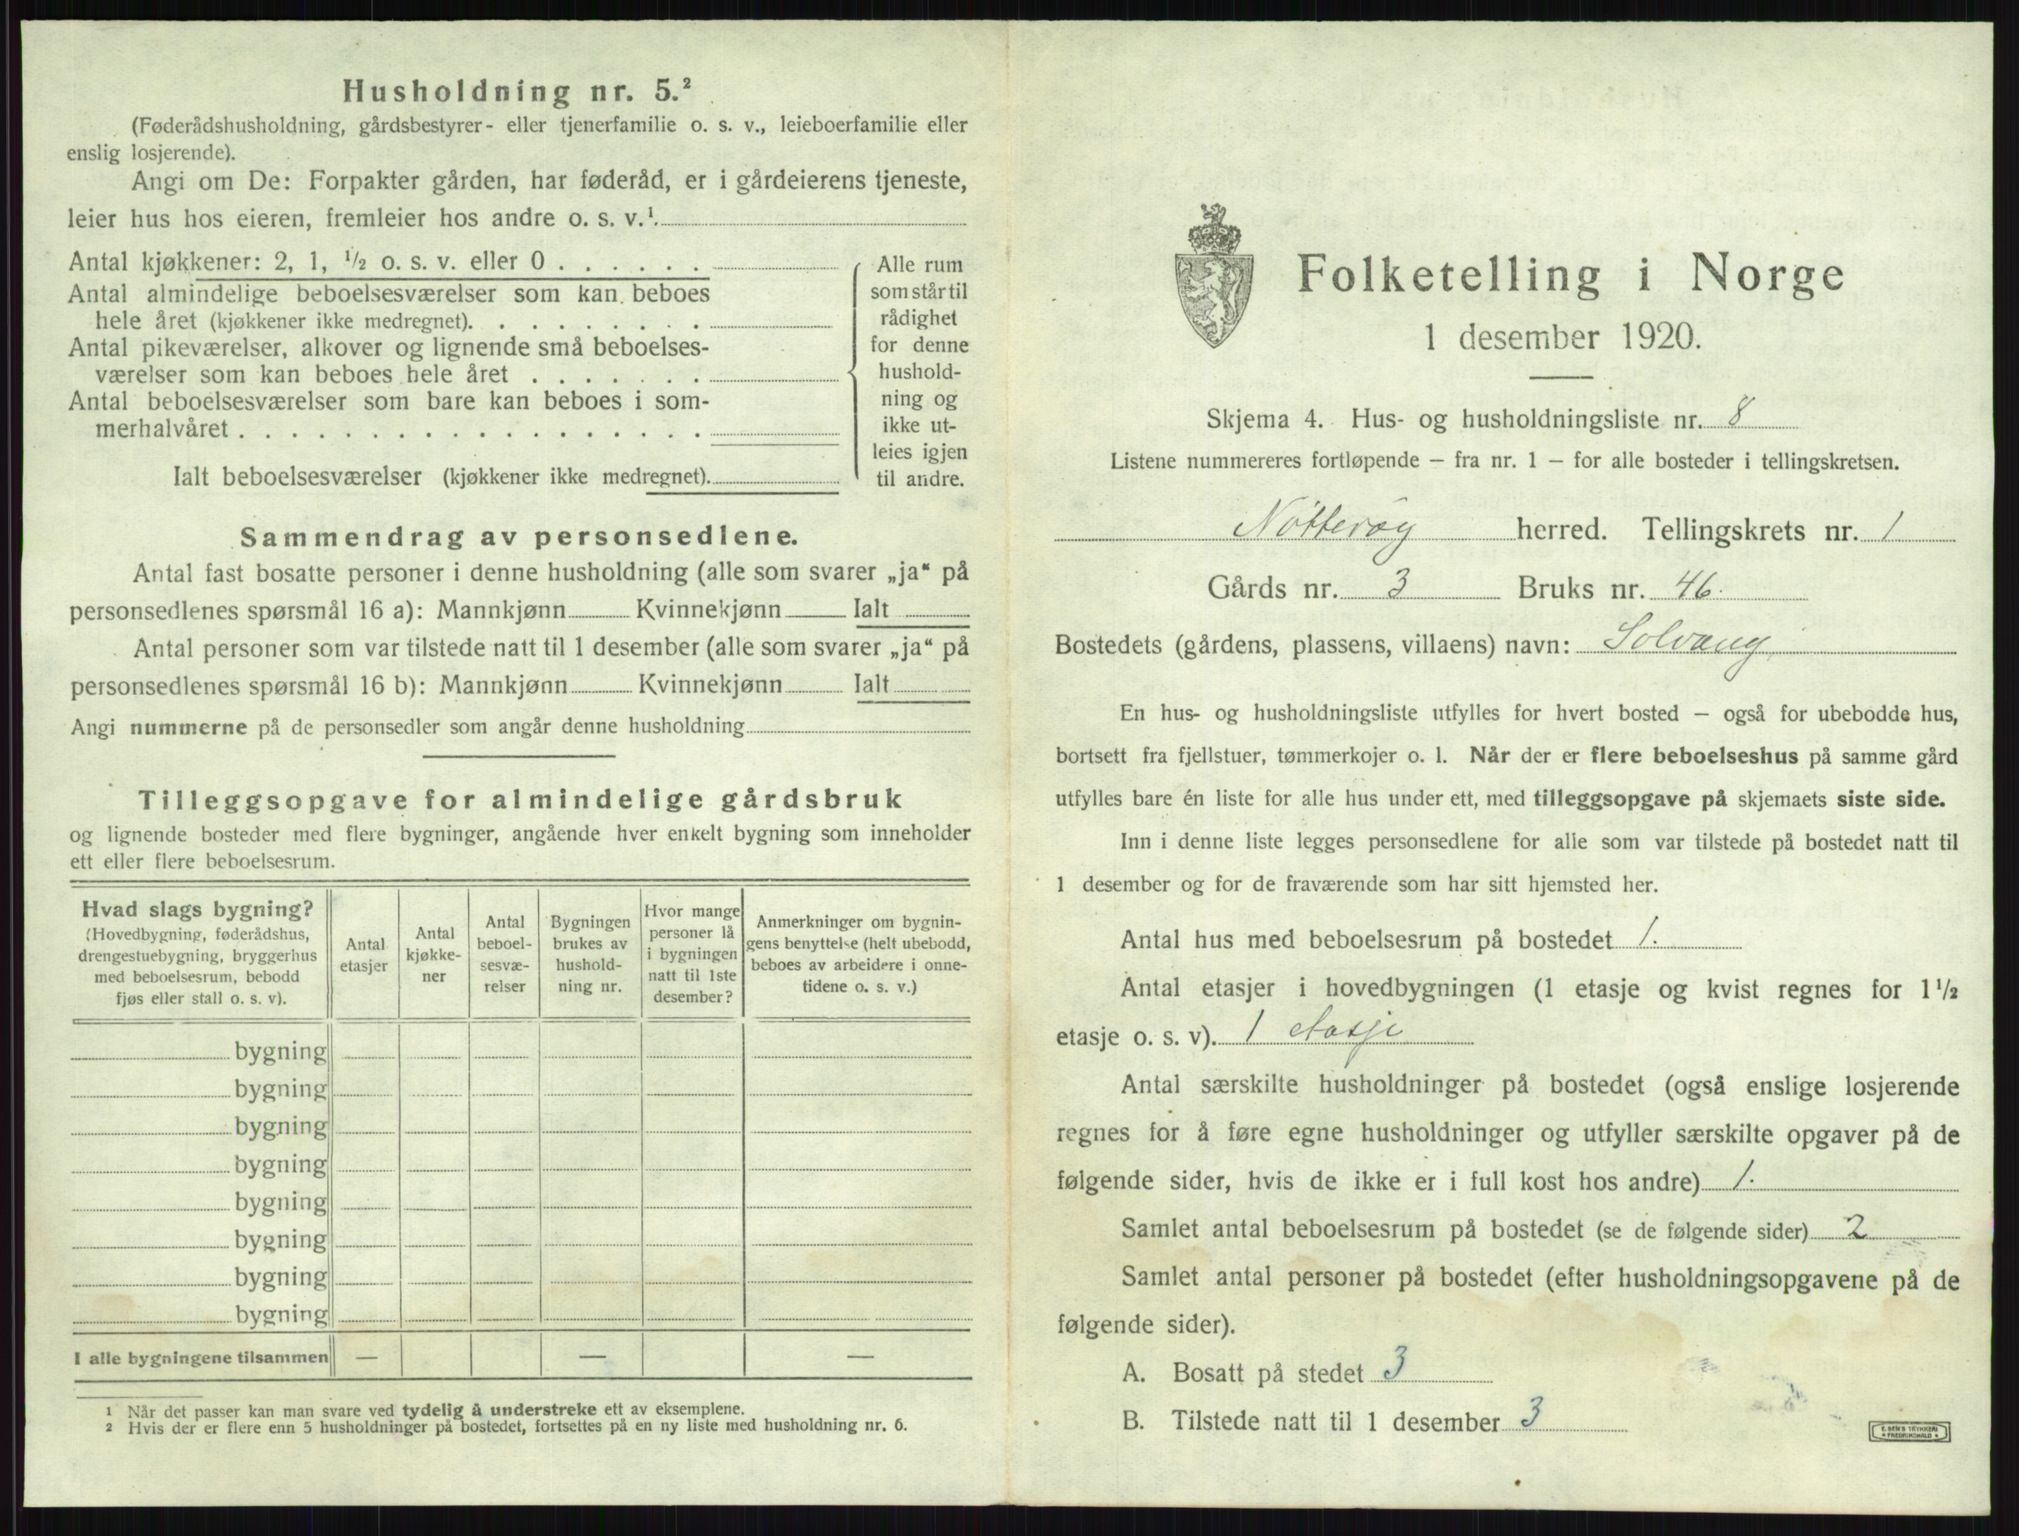 Husholdning nr. 5.²
(Føderådshusholdning, gårdsbestyrer- eller tjenerfamilie o. s. v., leieboerfamilie eller
enslig losjerende).
Angi om De: Forpakter gården, har føderåd, er i gårdeierens tjeneste,
leier hus hos eieren, fremleier hos andre o. s. v.¹
Antal kjøkkener: 2, 1, ½ o. s. v. eller 0 . . . . . .
Antal almindelige beboelsesværelser som kan beboes
hele året (kjøkkener ikke medregnet). . . . . . . . .
Antal pikeværelser, alkover og lignende små beboelses-
værelser som kan beboes hele året . . . . . . .
Antal beboelsesværelser som bare kan beboes i som-
merhalvåret . . . . . . . . . . . . . . . . . .
Ialt beboelsesværelser (kjøkkener ikke medregnet).
Alle rum
som står til
rådighet
for denne
hushold-
ning og
ikke ut-
leies igjen
til andre.
Sammendrag av personsedlene.
Antal fast bosatte personer i denne husholdning (alle som svarer „ja“ på
personsedlenes spørsmål 16 a): Mannkjønn Kvinnekjønn Ialt
Antal personer som var tilstede natt til 1 desember (alle som svarer „ja“ på
personsedlenes spørsmål 16 b): Mannkjønn Kvinnekjønn Ialt
Angi nummerne på de personsedler som angår denne husholdning
Tilleggsopgave for almindelige gårdsbruk
og lignende bosteder med flere bygninger, angående hver enkelt bygning som inneholder
ett eller flere beboelsesrum.
Hvad slags bygning?
(Hovedbygning, føderådshus,
drengestuebygning, bryggerhus
med beboelsesrum, bebodd
fjøs eller stall o. s. v).
Antal
etasjer
Antal
kjøkke-
ner
Antal
beboel-
sesvæ-
relser
Bygningen
brukes av
hushold-
ning nr.
Hvor mange
personer lå
i bygningen
natt til 1ste
desember?
Anmerkninger om bygnin-
gens benyttelse (helt ubebodd,
beboes av arbeidere i onne-
tidene o. s. v.)
bygning
bygning
bygning
bygning
bygning
bygning
bygning
bygning
I alle bygningene tilsammen — — —
¹ Når det passer kan man svare ved tydelig å understreke ett av eksemplene.
² Hvis der er flere enn 5 husholdninger på bostedet, fortsettes på en ny liste med husholdning nr. 6.
Folketelling i Norge
1 desember 1920.
Skjema 4. Hus- og husholdningsliste nr. 8
Listene nummereres fortløpende – fra nr. 1 – for alle bosteder i tellingskretsen.
Nøtterøy herred. Tellingskrets nr. 1
Gårds nr. 3 Bruks nr. 46.
Bostedets (gårdens, plassens, villaens) navn: Solvang
En hus- og husholdningsliste utfylles for hvert bosted – også for ubebodde hus,
bortsett fra fjellstuer, tømmerkojer o. l. Når der er flere beboelseshus på samme gård
utfylles bare én liste for alle hus under ett, med tilleggsopgave på skjemaets siste side.
Inn i denne liste legges personsedlene for alle som var tilstede på bostedet natt til
1 desember og for de fraværende som har sitt hjemsted her.
Antal hus med beboelsesrum på bostedet 1.
Antal etasjer i hovedbygningen (1 etasje og kvist regnes for 1½
etasje o. s. v). 1 etasje
Antal særskilte husholdninger på bostedet (også enslige losjerende
regnes for å føre egne husholdninger og utfyller særskilte opgaver på de
følgende sider, hvis de ikke er i full kost hos andre) 1.
Samlet antal beboelsesrum på bostedet (se de følgende sider) 2
Samlet antal personer på bostedet (efter husholdningsopgavene på de
følgende sider).
A. Bosatt på stedet 3
B. Tilstede natt til 1 desember 3